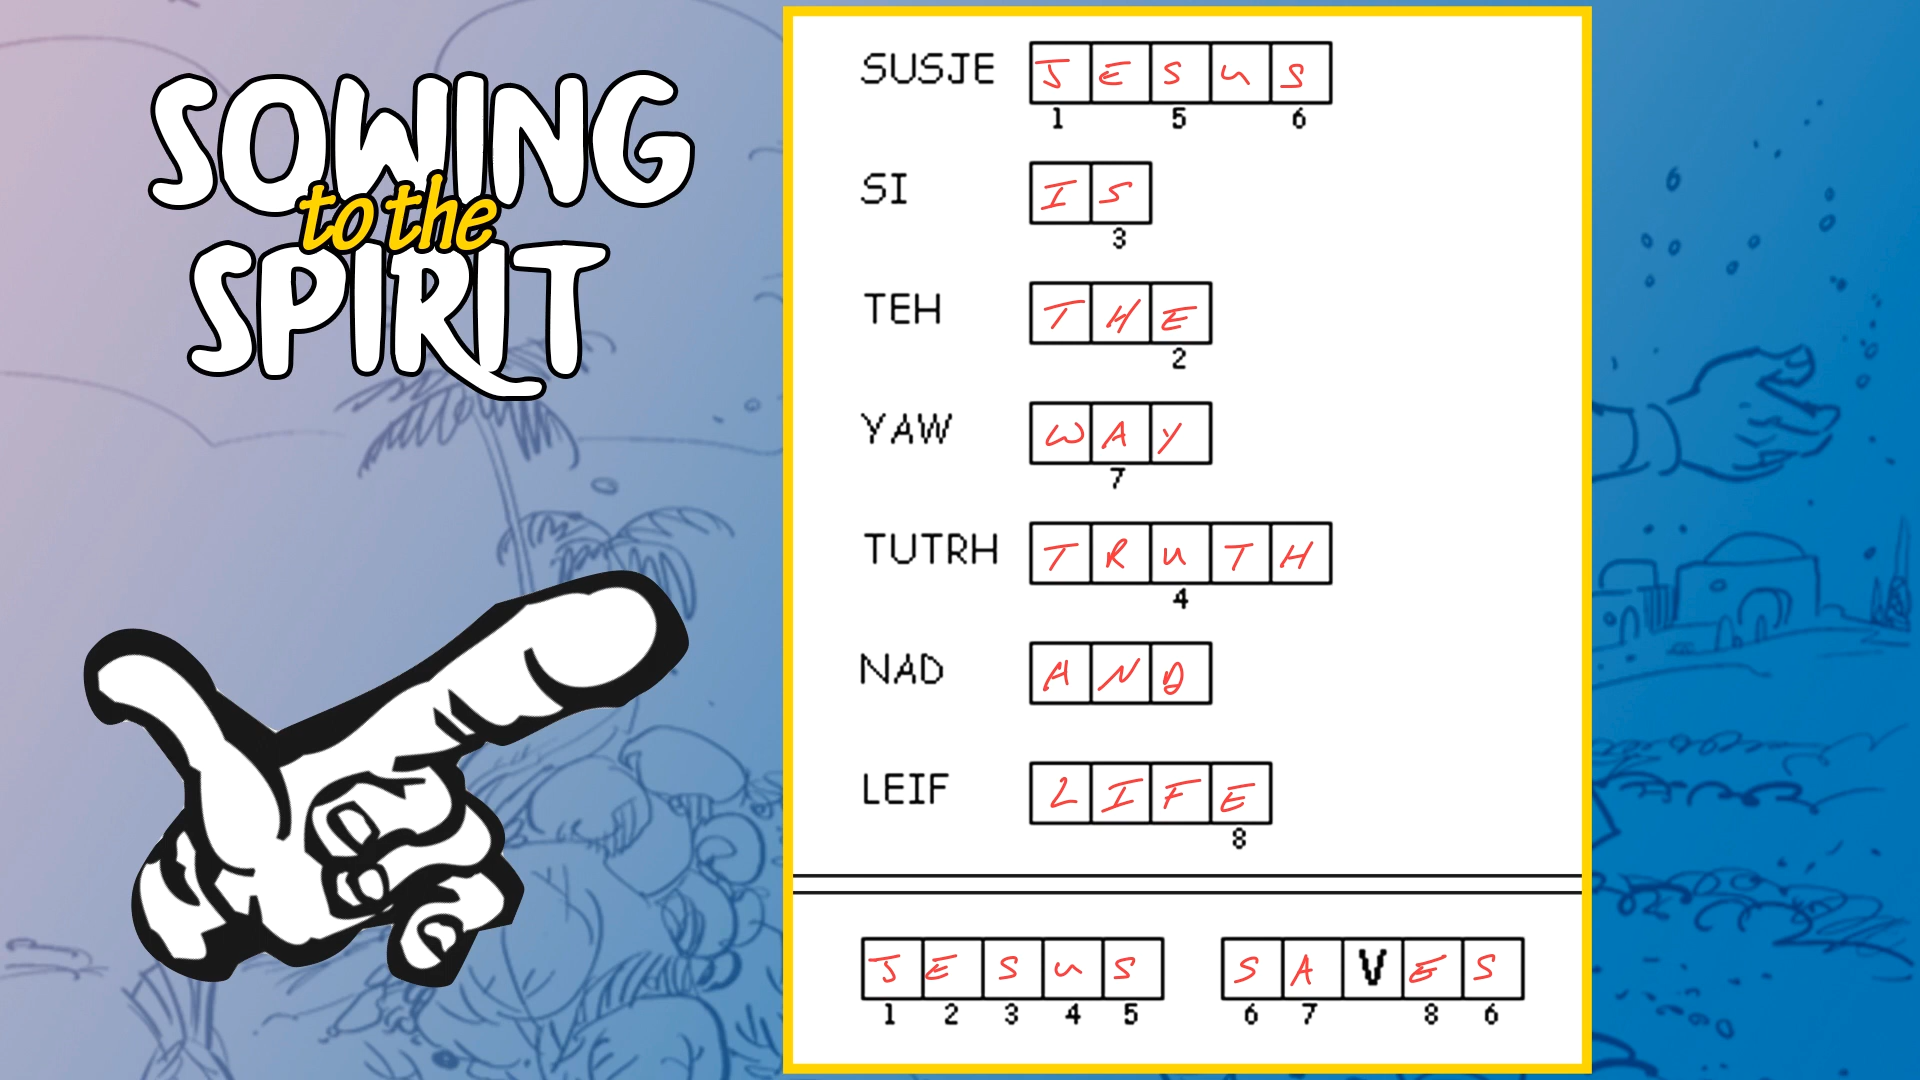 SOWING
to the
SPIRIT
SUSJE JESUS
1 5 6
SI IS
3
TEH THE
2
YAW WAY
7
TUTRH TRUTH
4
NAD AND
LEIF LIFE
8
JESUS SAVES
1 2 3 4 5 6 7 8 6